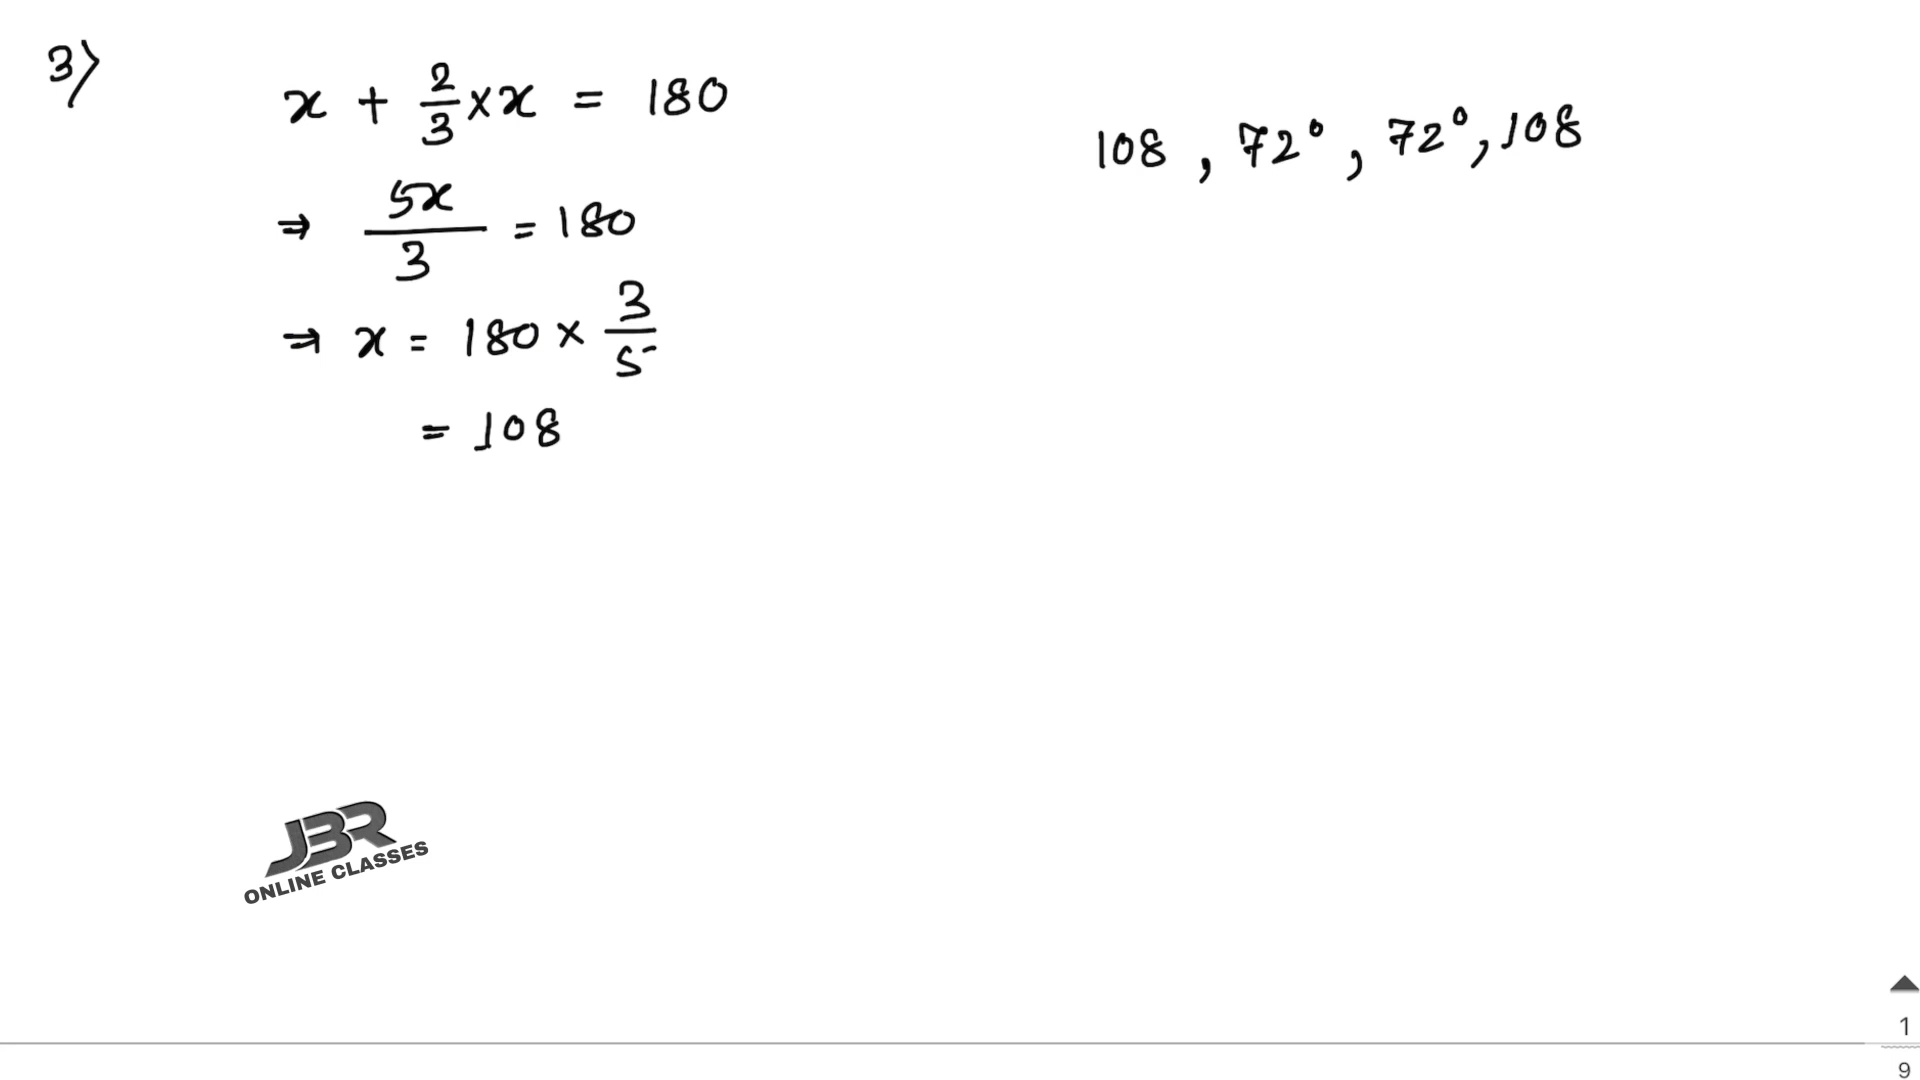 3)
x + 2/3 × x = 180
⇒ 5x/3 = 180
⇒ x = 180 × 3/5
= 108
108 , 72° , 72° , 108
JBR
ONLINE CLASSES
1
9